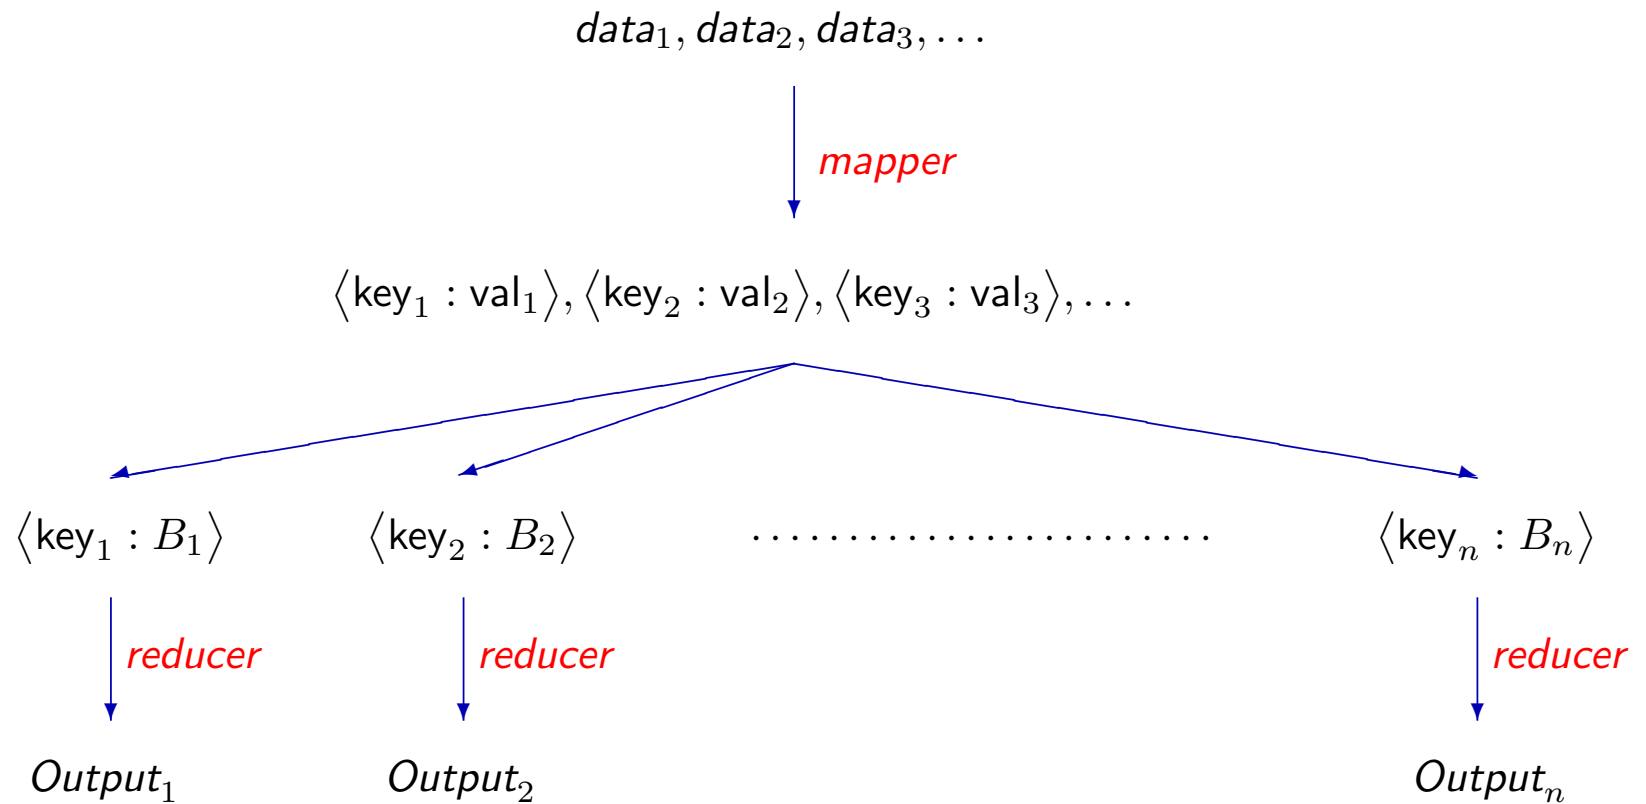 data₁, data₂, data₃, . . .
mapper
⟨key₁ : val₁⟩, ⟨key₂ : val₂⟩, ⟨key₃ : val₃⟩, . . .
⟨key₁ : B₁⟩ ⟨key₂ : B₂⟩ . . . . . . . . . . . . . . . . . . . . . . . . ⟨keyₙ : Bₙ⟩
reducer reducer reducer
Output₁ Output₂ Outputₙ